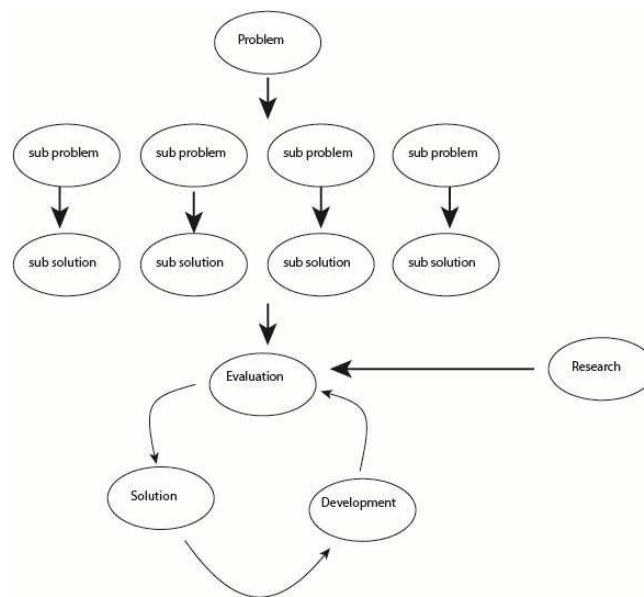 Problem
sub problem
sub problem
sub problem
sub problem
sub solution
sub solution
sub solution
sub solution
Evaluation
Research
Solution
Development